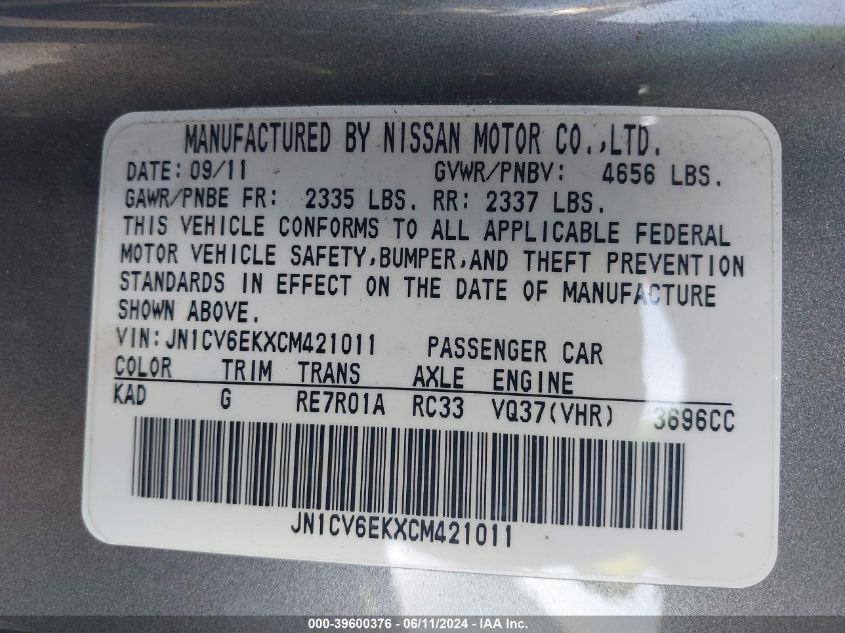 MANUFACTURED BY NISSAN MOTOR CO.,LTD.
DATE: 09/11 GVWR/PNBV: 4656 LBS.
GAWR/PNBE FR: 2335 LBS. RR: 2337 LBS.
THIS VEHICLE CONFORMS TO ALL APPLICABLE FEDERAL
MOTOR VEHICLE SAFETY,BUMPER,AND THEFT PREVENTION
STANDARDS IN EFFECT ON THE DATE OF MANUFACTURE
SHOWN ABOVE.
VIN: JN1CV6EKXCM421011 PASSENGER CAR
COLOR TRIM TRANS AXLE ENGINE
KAD G RE7R01A RC33 VQ37(VHR) 3696CC
JN1CV6EKXCM421011
000-39600376 - 06/11/2024 - IAA Inc.